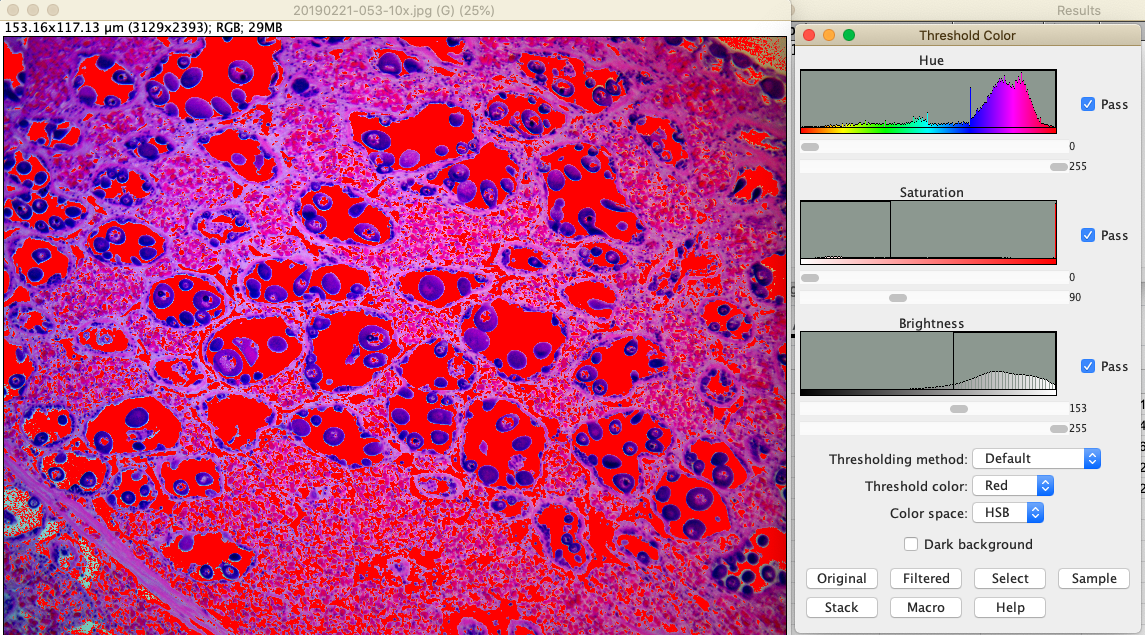 20190221-053-10x.jpg (G) (25%)
Results
153.16x117.13 µm (3129x2393); RGB; 29MB
Threshold Color
Hue
Pass
0
255
Saturation
Pass
0
90
Brightness
Pass
153
255
Thresholding method: Default
Threshold color: Red
Color space: HSB
Dark background
Original Filtered Select Sample
Stack Macro Help